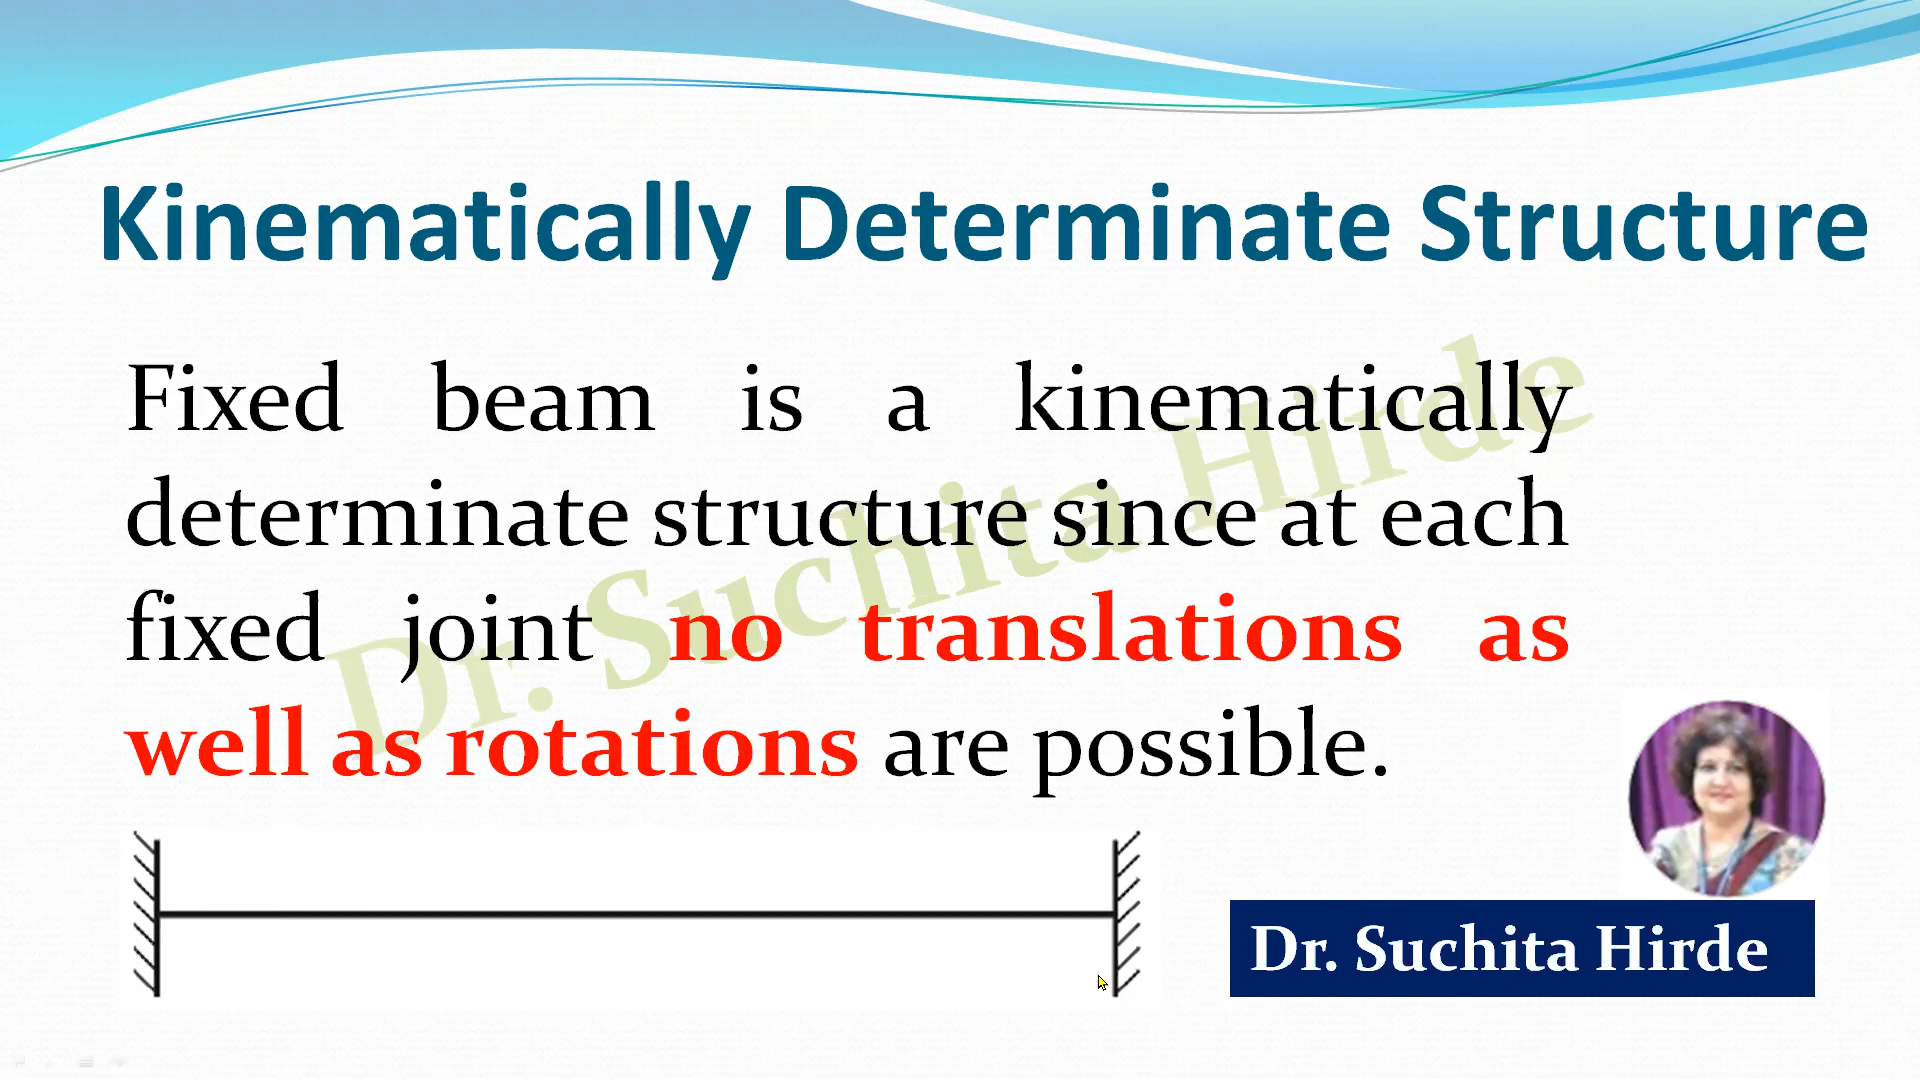 Kinematically Determinate Structure
Fixed beam is a kinematically
determinate structure since at each
fixed joint no translations as
well as rotations are possible.
Dr. Suchita Hirde
Dr. Suchita Hirde